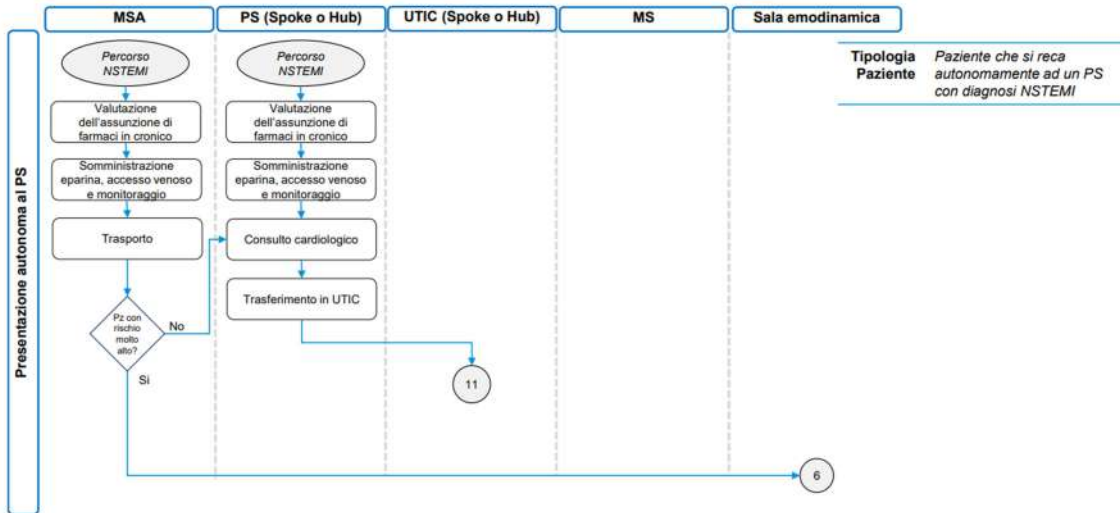 MSA
PS (Spoke o Hub)
UTIC (Spoke o Hub)
MS
Sala emodinamica
Presentazione autonoma al PS
Percorso
NSTEMI
Valutazione
dell'assunzione di
farmaci in cronico
Somministrazione
eparina, accesso venoso
e monitoraggio
Trasporto
Pz con
rischio
molto
alto?
No
Si
Percorso
NSTEMI
Valutazione
dell'assunzione di
farmaci in cronico
Somministrazione
eparina, accesso venoso
e monitoraggio
Consulto cardiologico
Trasferimento in UTIC
11
6
Tipologia
Paziente
Paziente che si reca
autonomamente ad un PS
con diagnosi NSTEMI